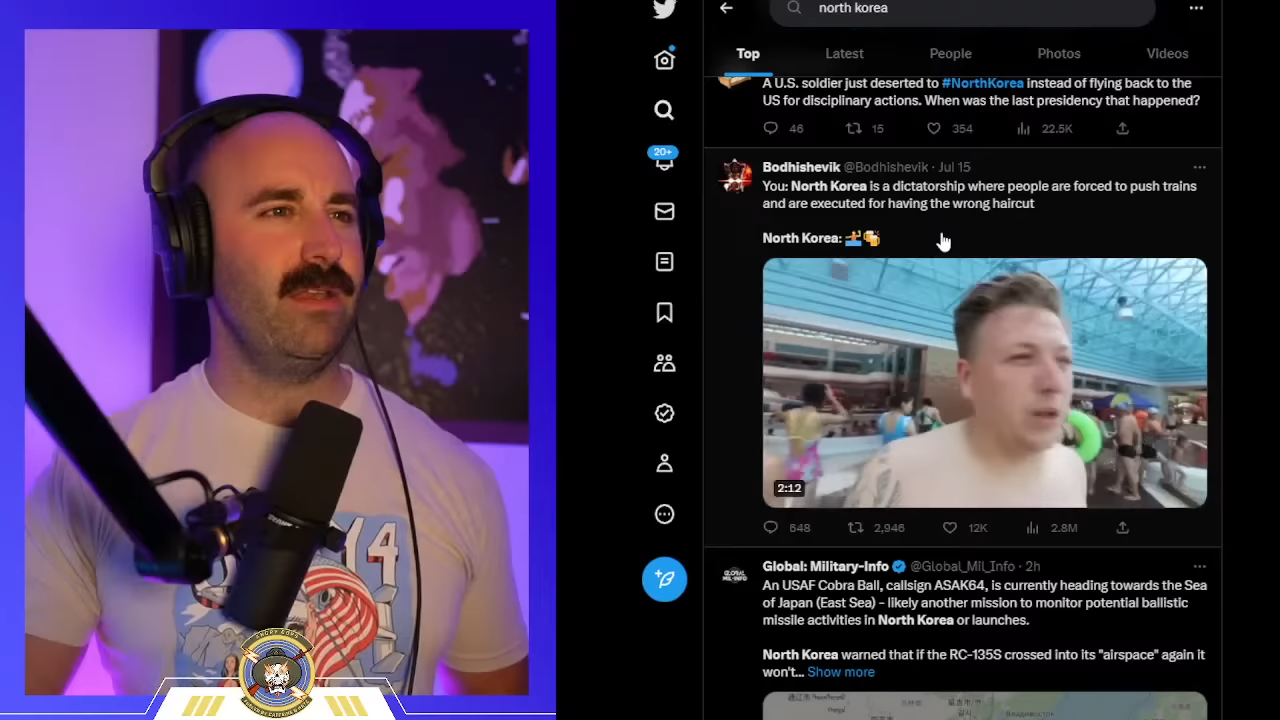 north korea
Top
Latest
People
Photos
Videos
A U.S. soldier just deserted to #NorthKorea instead of flying back to the
US for disciplinary actions. When was the last presidency that happened?
46
15
354
22.5K
20+
Bodhishevik @Bodhishevik · Jul 15
You: North Korea is a dictatorship where people are forced to push trains
and are executed for having the wrong haircut
North Korea: 🏄🍻
2:12
648
2,946
12K
2.8M
Global: Military-Info @Global_Mil_Info · 2h
An USAF Cobra Ball, callsign ASAK64, is currently heading towards the Sea
of Japan (East Sea) - likely another mission to monitor potential ballistic
missile activities in North Korea or launches.
North Korea warned that if the RC-135S crossed into its "airspace" again it
won't... Show more
Владивосток
14
ANGRY COPS